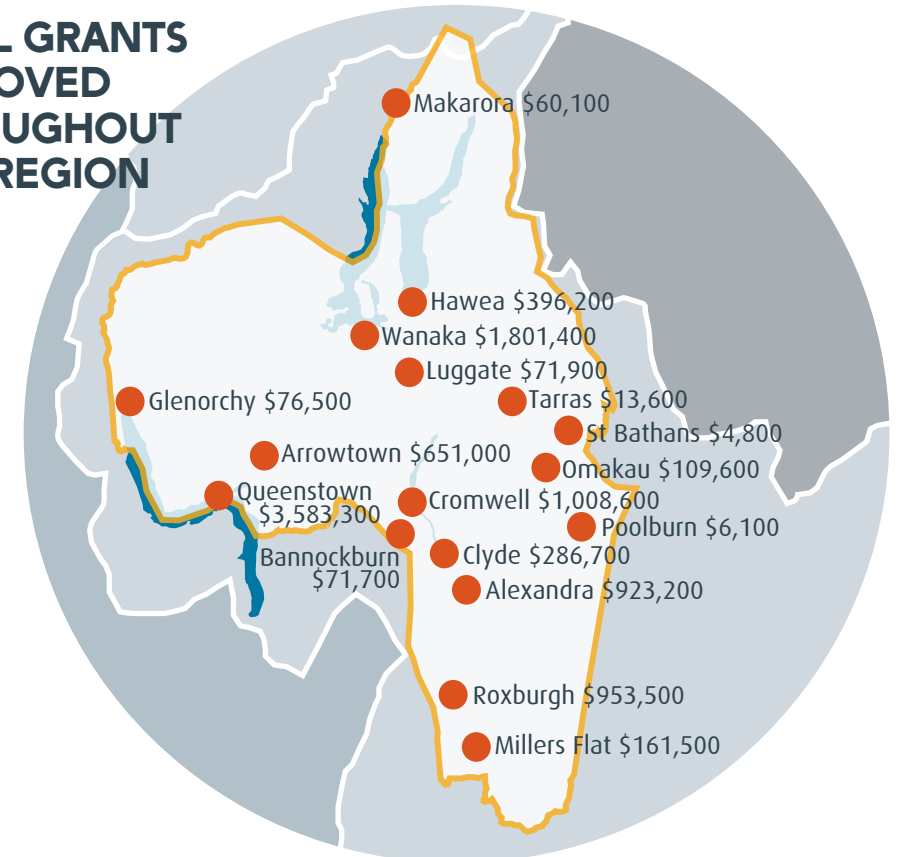 GRANTS
REGION
Makarora $60,100
Hawea $396,200
Wanaka $1,801,400
Luggate $71,900
Tarras $13,600
Glenorchy $76,500
St Bathans $4,800
Arrowtown $651,000
Omakau $109,600
Queenstown
$3,583,300
Cromwell $1,008,600
Poolburn $6,100
Bannockburn
$71,700
Clyde $286,700
Alexandra $923,200
Roxburgh $953,500
Millers Flat $161,500